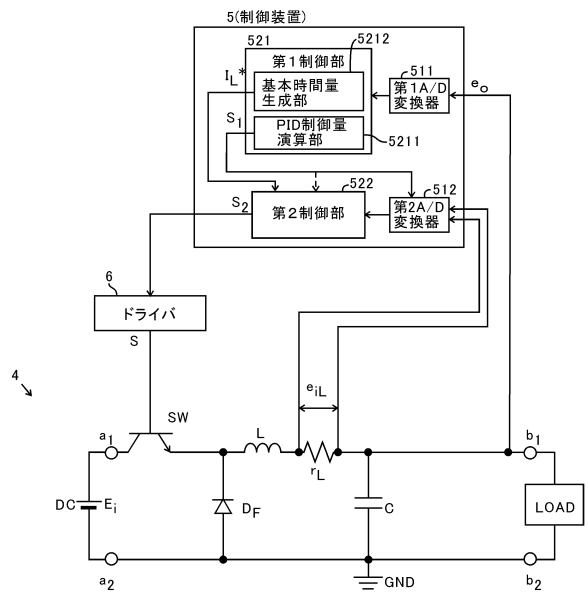 5(制御装置)
521
5212
第1制御部
I_L*
基本時間量
生成部
511
第1A/D
変換器
e_o
S_1
PID制御量
演算部
5211
522
512
S_2
第2制御部
第2A/D
変換器
6
ドライバ
S
4
e_iL
SW
a_1
L
b_1
r_L
DC
E_i
D_F
C
LOAD
a_2
GND
b_2